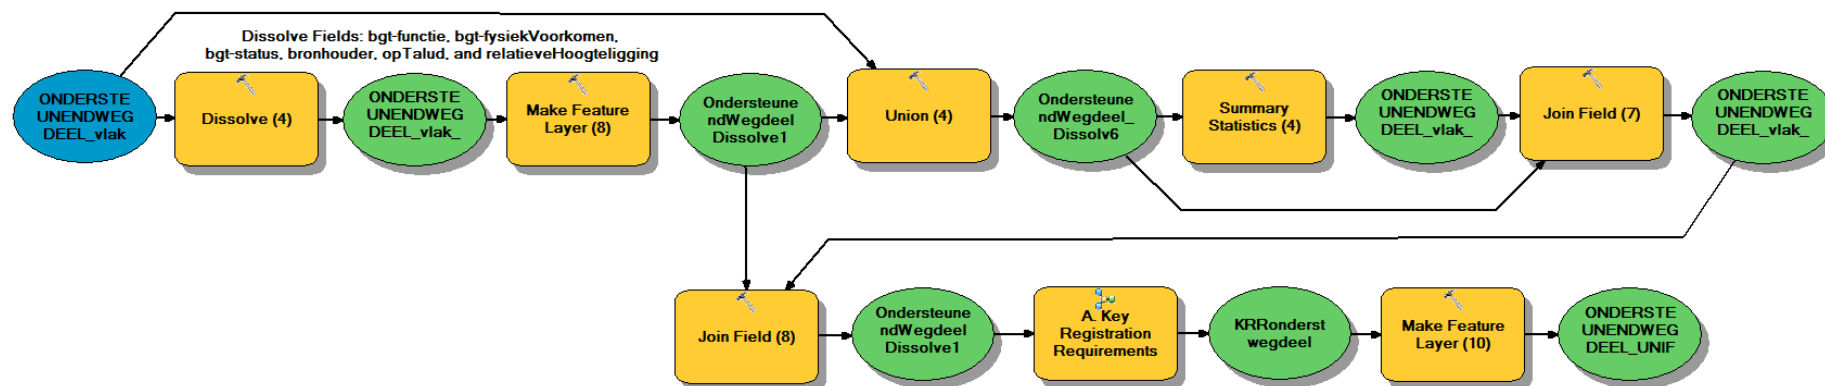 Dissolve Fields: bgt-functie, bgt-fysiekVoorkomen,
bgt-status, bronhouder, opTalud, and relatieveHoogteligging
ONDERSTE
UNENDWEG
DEEL_vlak
Dissolve (4)
ONDERSTE
UNENDWEG
DEEL_vlak_
Make Feature
Layer (8)
Ondersteune
ndWegdeel
Dissolve1
Union (4)
Ondersteune
ndWegdeel_
Dissolv6
Summary
Statistics (4)
ONDERSTE
UNENDWEG
DEEL_vlak_
Join Field (7)
ONDERSTE
UNENDWEG
DEEL_vlak_
Join Field (8)
Ondersteune
ndWegdeel
Dissolve1
A. Key
Registration
Requirements
KRRonderst
wegdeel
Make Feature
Layer (10)
ONDERSTE
UNENDWEG
DEEL_UNIF